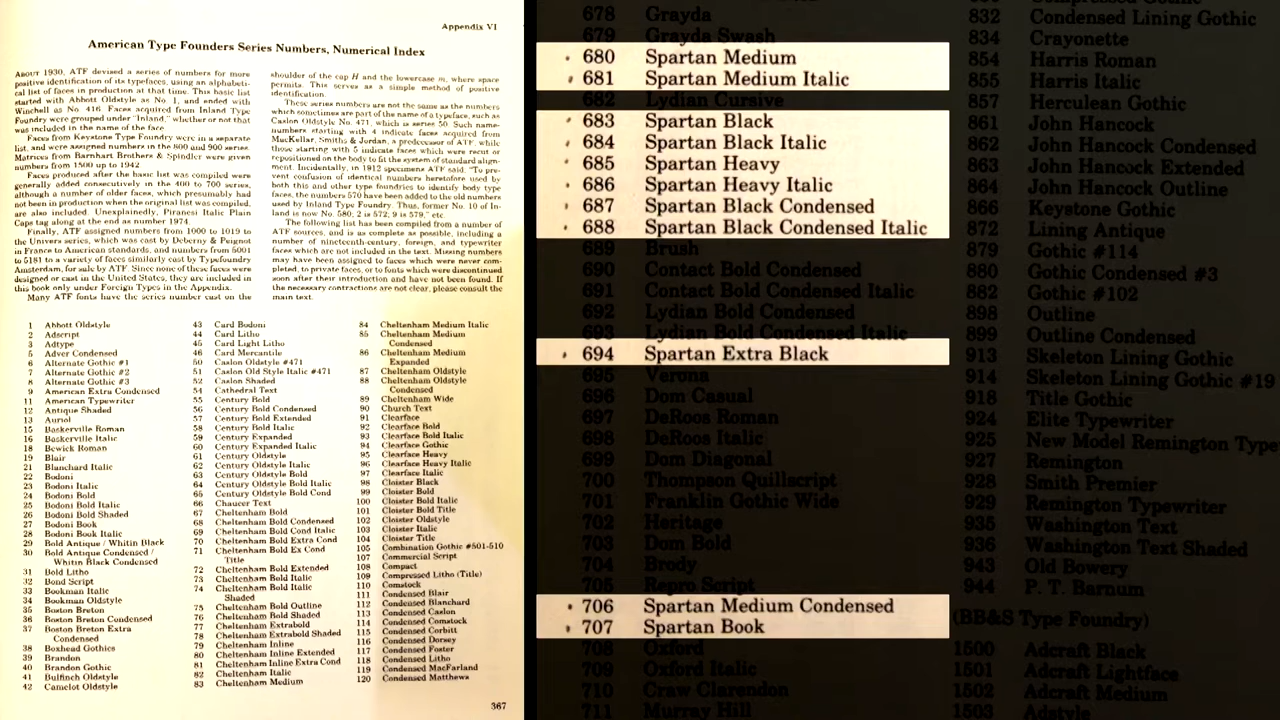 Appendix VI
American Type Founders Series Numbers, Numerical Index
ABOUT 1930, ATF devised a series of numbers for more
positive identification of its typefaces, using an alphabeti-
cal list of faces in production at that time. This basic list
started with Abbott Oldstyle as No. 1, and ended with
Winchell as No. 416. Faces acquired from Inland Type
Foundry were grouped under "Inland," whether or not that
was included in the name of the face.
Faces from Keystone Type Foundry were in a separate
list, and were assigned numbers in the 800 and 900 series.
Matrices from Barnhart Brothers & Spindler were given
numbers from 1500 up to 1942.
Faces produced after the basic list was compiled were
generally added consecutively in the 400 to 700 series,
although a number of older faces, which presumably had
not been in production when the original list was compiled,
are also included. Unexplainedly, Piranesi Italic Plain
Caps tag along at the end as number 1974.
Finally, ATF assigned numbers from 1000 to 1019 to
the Univers series, which was cast by Deberny & Peignot
in France to American standards, and numbers from 5001
to 5181 to a variety of faces similarly cast by Typefoundry
Amsterdam, for sale by ATF. Since none of these faces were
designed or cast in the United States, they are included in
this book only under Foreign Types in the Appendix.
Many ATF fonts have the series number cast on the
shoulder of the cap H and the lowercase m, where space
permits. This serves as a simple method of positive
identification.
These series numbers are not the same as the numbers
which sometimes are part of the name of a typeface, such as
Caslon Oldstyle No. 471, which is series 50. Such name-
numbers starting with 4 indicate faces acquired from
MacKellar, Smiths & Jordan, a predecessor of ATF, while
those starting with 5 indicate faces which were recut or
repositioned on the body to fit the system of standard align-
ment. Incidentally, in 1912 specimens ATF said, "To pre-
vent confusion of identical numbers heretofore used by
both this and other type foundries to identify body type
faces, the numbers 570 have been added to the old numbers
used by Inland Type Foundry. Thus, former No. 10 of In-
land is now No. 580; 2 is 572; 9 is 579," etc.
The following list has been compiled from a number of
ATF sources, and is as complete as possible, including a
number of nineteenth-century, foreign, and typewriter
faces which are not included in the text. Missing numbers
may have been assigned to faces which were never com-
pleted, to private faces, or to fonts which were discontinued
soon after their introduction and have not been found. If
the necessary contractions are not clear, please consult the
main text.
1 Abbott Oldstyle
2 Adscript
3 Adtype
5 Adver Condensed
6 Alternate Gothic #1
7 Alternate Gothic #2
8 Alternate Gothic #3
9 American Extra Condensed
11 American Typewriter
12 Antique Shaded
13 Auriol
15 Baskerville Roman
16 Baskerville Italic
18 Bewick Roman
19 Blair
21 Blanchard Italic
22 Bodoni
23 Bodoni Italic
24 Bodoni Bold
25 Bodoni Bold Italic
26 Bodoni Bold Shaded
27 Bodoni Book
28 Bodoni Book Italic
29 Bold Antique / Whitin Black
30 Bold Antique Condensed /
Whitin Black Condensed
31 Bold Litho
32 Bond Script
33 Bookman Italic
34 Bookman Oldstyle
35 Boston Breton
36 Boston Breton Condensed
37 Boston Breton Extra
Condensed
38 Boxhead Gothics
39 Brandon
40 Brandon Gothic
41 Bulfinch Oldstyle
42 Camelot Oldstyle
43 Card Bodoni
44 Card Litho
45 Card Light Litho
46 Card Mercantile
50 Caslon Oldstyle #471
51 Caslon Old Style Italic #471
52 Caslon Shaded
54 Cathedral Text
55 Century Bold
56 Century Bold Condensed
57 Century Bold Extended
58 Century Bold Italic
59 Century Expanded
60 Century Expanded Italic
61 Century Oldstyle
62 Century Oldstyle Italic
63 Century Oldstyle Bold
64 Century Oldstyle Bold Italic
65 Century Oldstyle Bold Cond
66 Chaucer Text
67 Cheltenham Bold
68 Cheltenham Bold Condensed
69 Cheltenham Bold Cond Italic
70 Cheltenham Bold Extra Cond
71 Cheltenham Bold Ex Cond
Title
72 Cheltenham Bold Extended
73 Cheltenham Bold Italic
74 Cheltenham Bold Italic
Shaded
75 Cheltenham Bold Outline
76 Cheltenham Bold Shaded
77 Cheltenham Extrabold
78 Cheltenham Extrabold Shaded
79 Cheltenham Inline
80 Cheltenham Inline Extended
81 Cheltenham Inline Extra Cond
82 Cheltenham Italic
83 Cheltenham Medium
84 Cheltenham Medium Italic
85 Cheltenham Medium
Condensed
86 Cheltenham Medium
Expanded
87 Cheltenham Oldstyle
88 Cheltenham Oldstyle
Condensed
89 Cheltenham Wide
90 Church Text
91 Clearface
92 Clearface Bold
93 Clearface Bold Italic
94 Clearface Gothic
95 Clearface Heavy
96 Clearface Heavy Italic
97 Clearface Italic
98 Cloister Black
99 Cloister Bold
100 Cloister Bold Italic
101 Cloister Bold Title
102 Cloister Oldstyle
103 Cloister Italic
104 Cloister Title
105 Combination Gothic #501-510
107 Commercial Script
108 Compact
109 Compressed Litho (Title)
110 Comstock
111 Condensed Blair
112 Condensed Blanchard
113 Condensed Caslon
114 Condensed Comstock
115 Condensed Corbitt
116 Condensed Dorsey
117 Condensed Foster
118 Condensed Litho
119 Condensed MacFarland
120 Condensed Matthews
367
678 Grayda
679 Grayda Swash
680 Spartan Medium
681 Spartan Medium Italic
682 Lydian Cursive
683 Spartan Black
684 Spartan Black Italic
685 Spartan Heavy
686 Spartan Heavy Italic
687 Spartan Black Condensed
688 Spartan Black Condensed Italic
689 Brush
690 Contact Bold Condensed
691 Contact Bold Condensed Italic
692 Lydian Bold Condensed
693 Lydian Bold Condensed Italic
694 Spartan Extra Black
695 Verona
696 Dom Casual
697 DeRoos Roman
698 DeRoos Italic
699 Dom Diagonal
700 Thompson Quillscript
701 Franklin Gothic Wide
702 Heritage
703 Dom Bold
704 Brody
705 Repro Script
706 Spartan Medium Condensed
707 Spartan Book
708 Oxford
709 Oxford Italic
710 Craw Clarendon
711 Murray Hill
832 Condensed Lining Gothic
834 Crayonette
854 Harris Roman
855 Harris Italic
857 Herculean Gothic
861 John Hancock
862 John Hancock Condensed
863 John Hancock Extended
864 John Hancock Outline
866 Keystone Gothic
872 Lining Antique
879 Gothic #114
880 Gothic Condensed #3
882 Gothic #102
898 Outline
899 Outline Condensed
913 Skeleton Lining Gothic
914 Skeleton Lining Gothic #19
918 Title Gothic
924 Elite Typewriter
925 New Model Remington Type
927 Remington
928 Smith Premier
929 Remington Typewriter
935 Washington Text
936 Washington Text Shaded
943 Old Bowery
944 P. T. Barnum
(BB&S Type Foundry)
1500 Adcraft Black
1501 Adcraft Lightface
1502 Adcraft Medium
1503 Adstyle